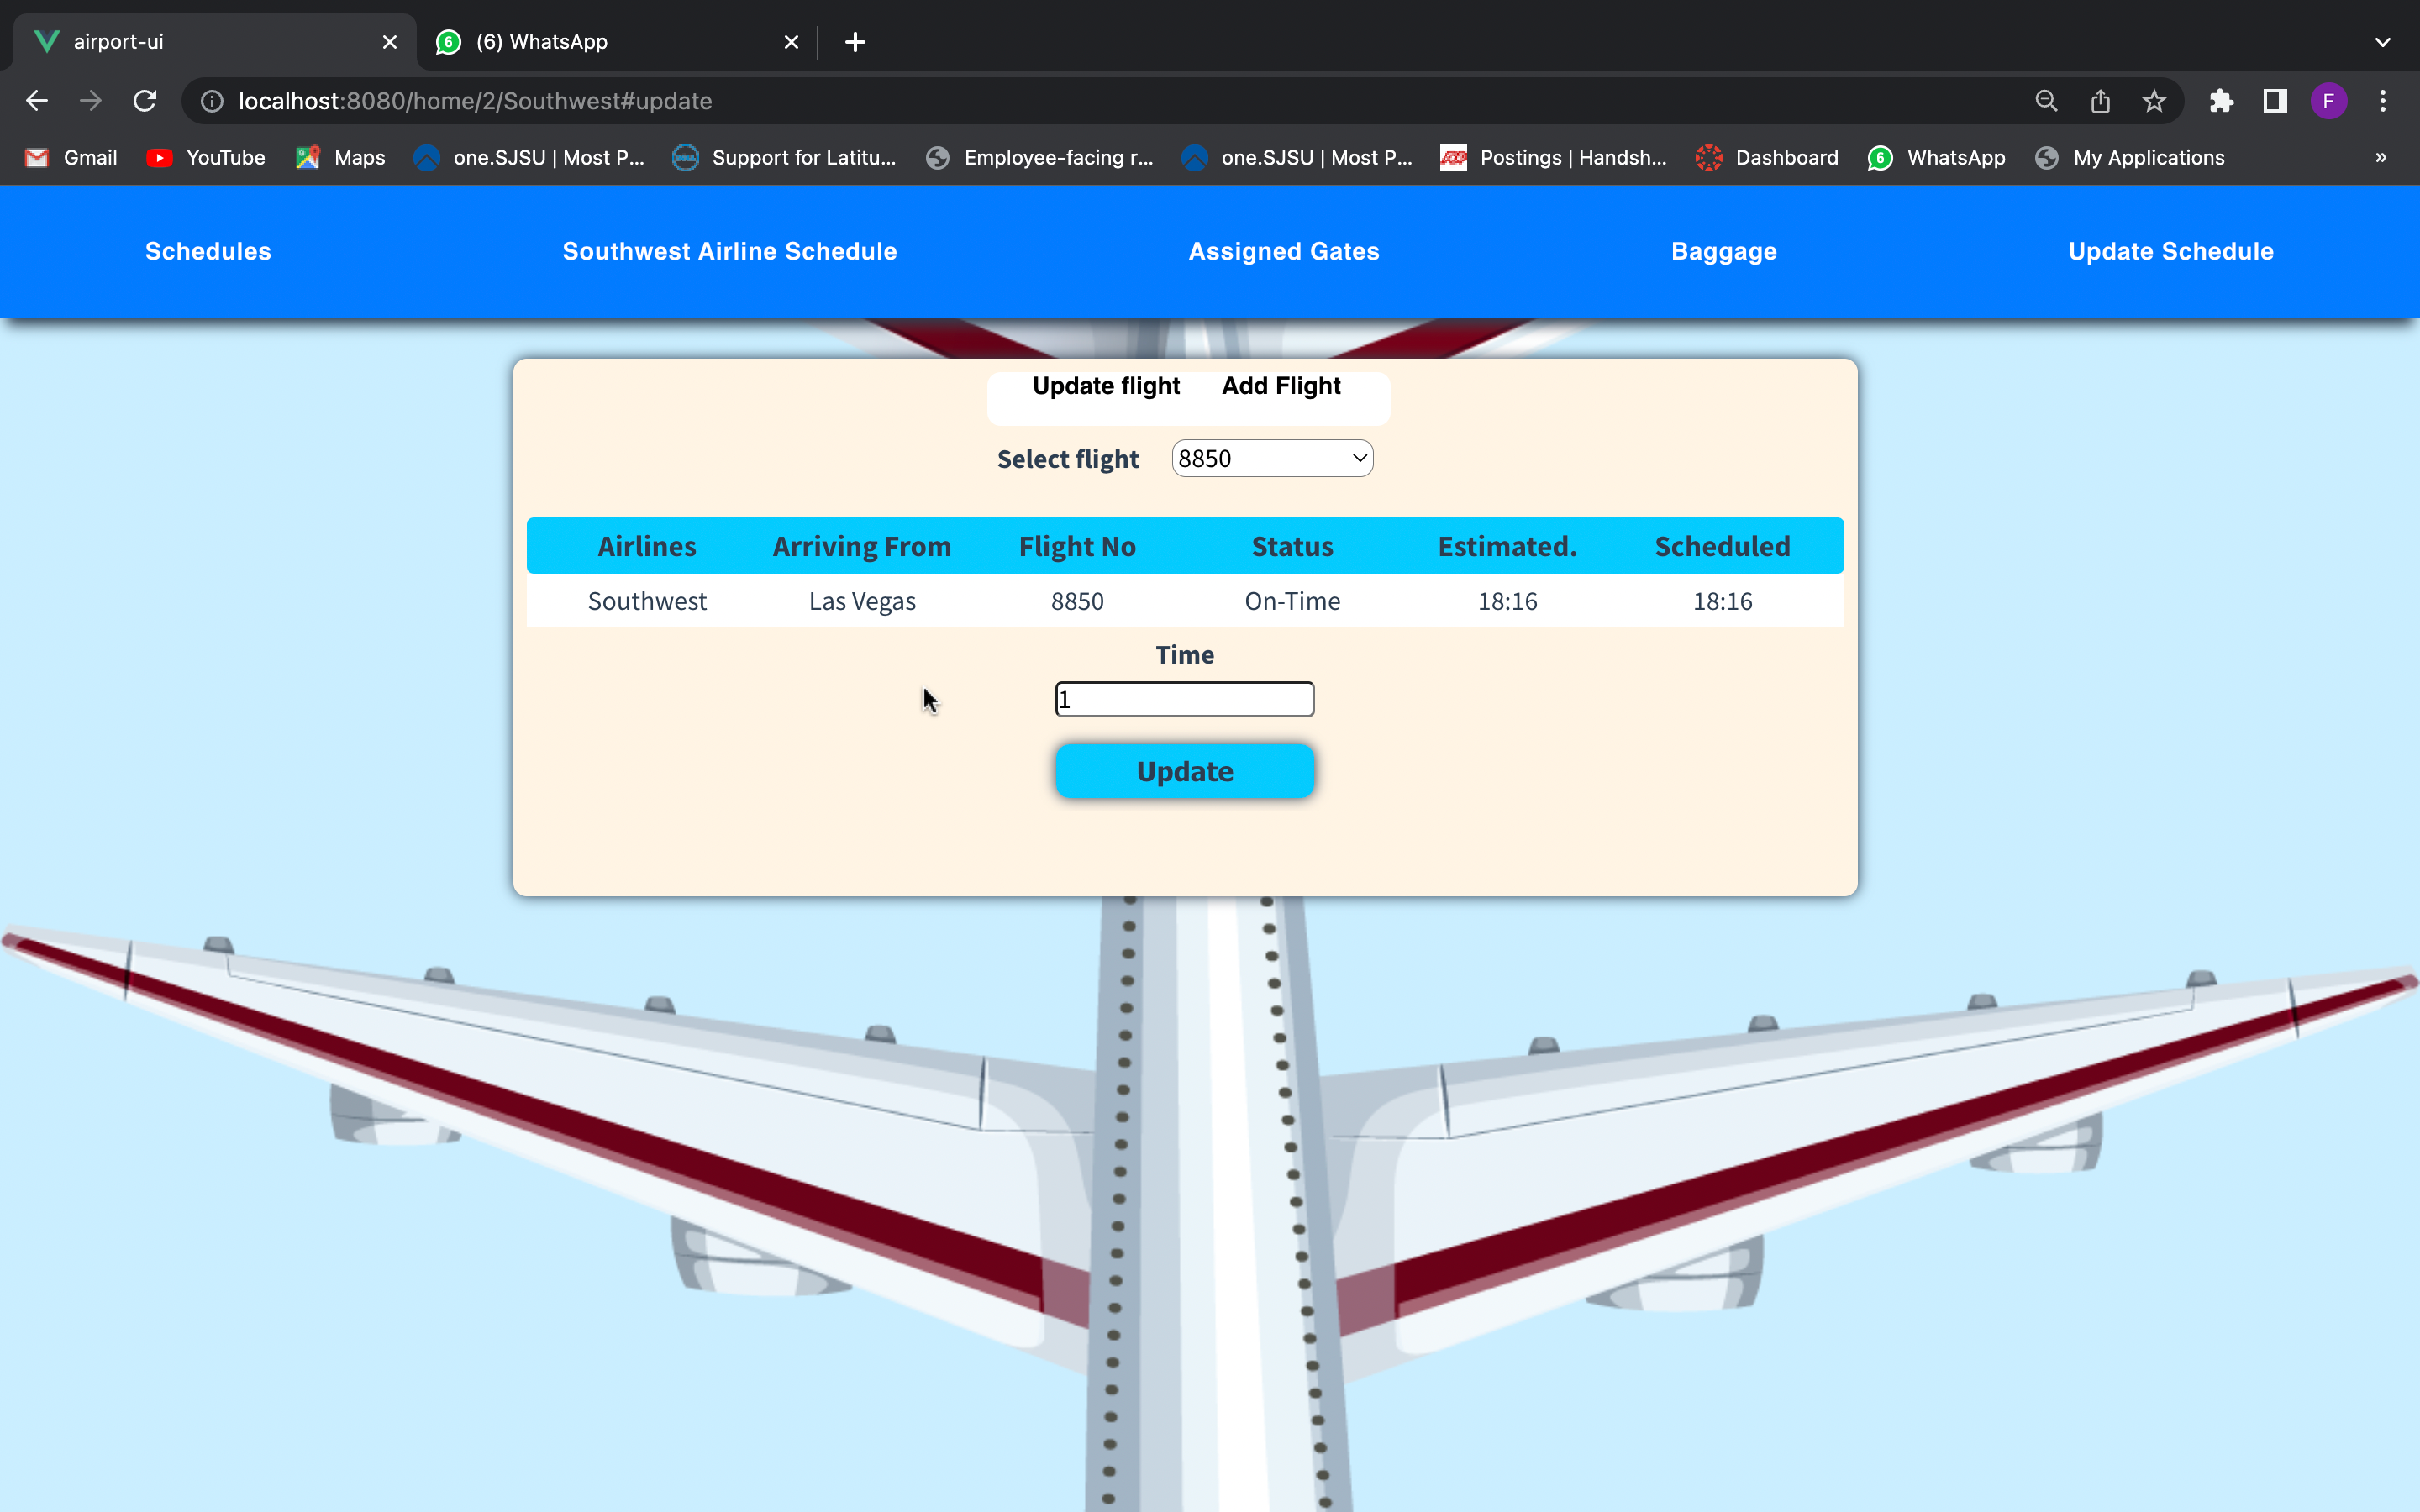 airport-ui
6 (6) WhatsApp
localhost:8080/home/2/Southwest#update
F
Gmail YouTube Maps one.SJSU | Most P... Support for Latitu... Employee-facing r... one.SJSU | Most P... ADP Postings | Handsh... Dashboard 6 WhatsApp My Applications »
Schedules Southwest Airline Schedule Assigned Gates Baggage Update Schedule
Update flight Add Flight
Select flight 8850
Airlines Arriving From Flight No Status Estimated. Scheduled
Southwest Las Vegas 8850 On-Time 18:16 18:16
Time
1
Update